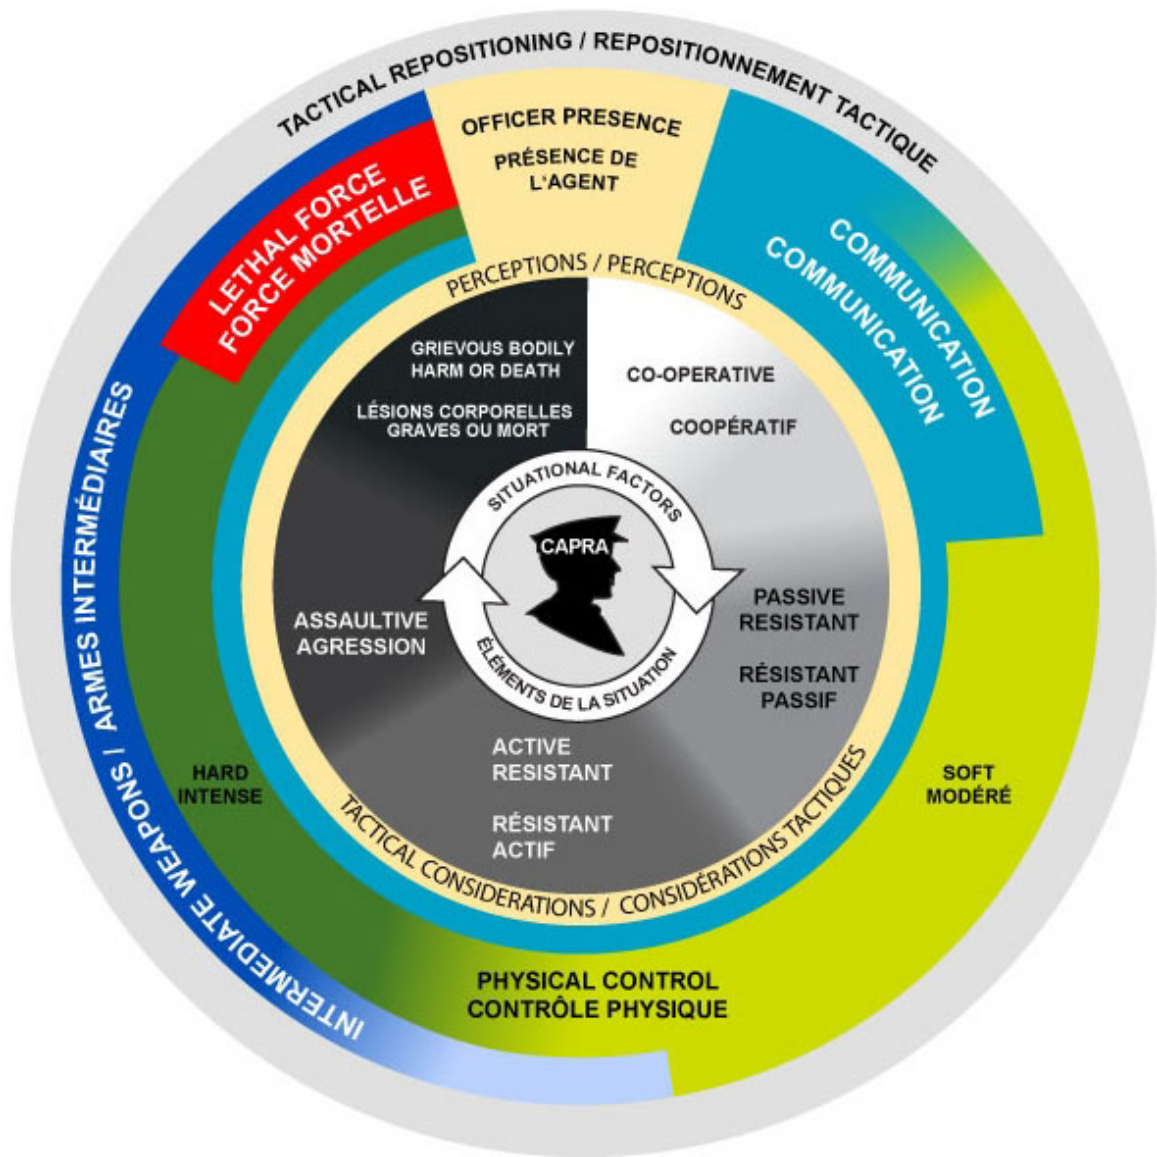 TACTICAL REPOSITIONING / REPOSITIONNEMENT TACTIQUE
OFFICER PRESENCE
PRÉSENCE DE
L'AGENT
COMMUNICATION
COMMUNICATION
LETHAL FORCE
FORCE MORTELLE
PERCEPTIONS / PERCEPTIONS
GRIEVOUS BODILY
HARM OR DEATH
LÉSIONS CORPORELLES
GRAVES OU MORT
CO-OPERATIVE
COOPÉRATIF
SITUATIONAL FACTORS
CAPRA
ÉLÉMENTS DE LA SITUATION
PASSIVE
RESISTANT
RÉSISTANT
PASSIF
ASSAULTIVE
AGRESSION
ACTIVE
RESISTANT
RÉSISTANT
ACTIF
TACTICAL CONSIDERATIONS / CONSIDÉRATIONS TACTIQUES
HARD
INTENSE
SOFT
MODÉRÉ
PHYSICAL CONTROL
CONTRÔLE PHYSIQUE
INTERMEDIATE WEAPONS / ARMES INTERMÉDIAIRES